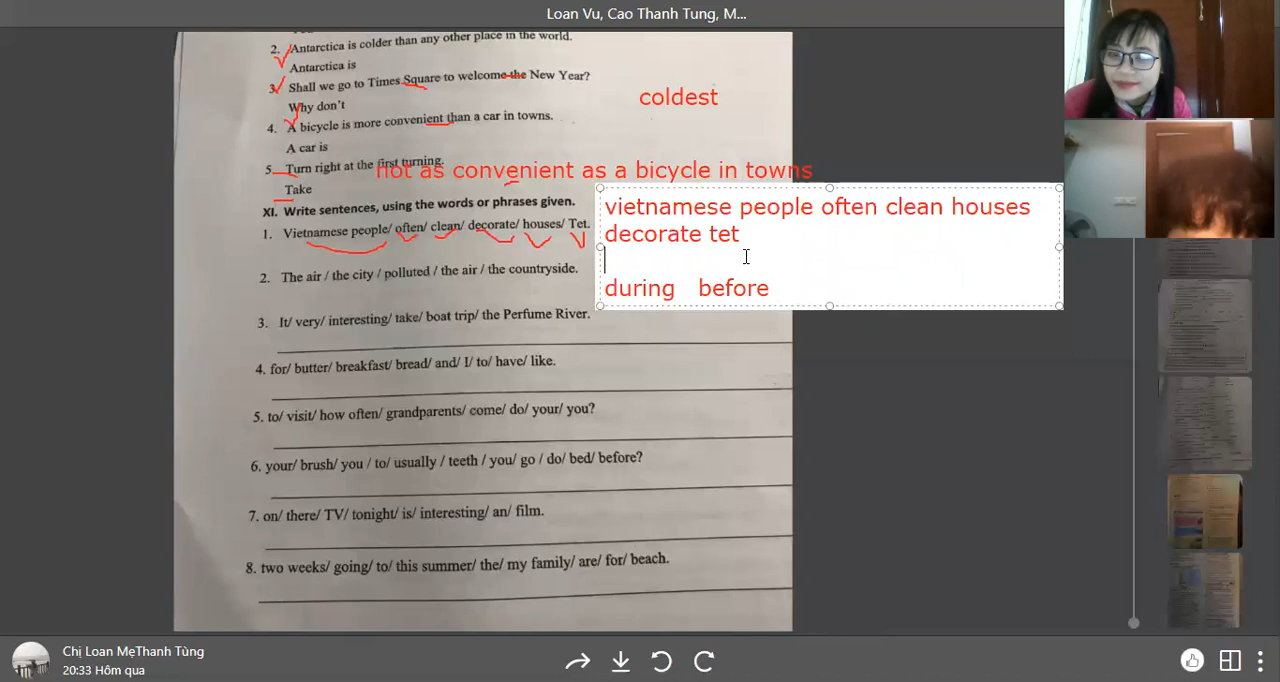 Loan Vu, Cao Thanh Tung, M...
2. Antarctica is colder than any other place in the world.
Antarctica is
3. Shall we go to Times Square to welcome the New Year?
Why don't
coldest
4. A bicycle is more convenient than a car in towns.
A car is
5. Turn right at the first turning.
not as convenient as a bicycle in towns
Take
XI. Write sentences, using the words or phrases given.
1. Vietnamese people/ often/ clean/ decorate/ houses/ Tet.
vietnamese people often clean houses
decorate tet
during before
2. The air / the city / polluted / the air / the countryside.
3. It/ very/ interesting/ take/ boat trip/ the Perfume River.
4. for/ butter/ breakfast/ bread/ and/ I/ to/ have/ like.
5. to/ visit/ how often/ grandparents/ come/ do/ your/ you?
6. your/ brush/ you / to/ usually / teeth / you/ go / do/ bed/ before?
7. on/ there/ TV/ tonight/ is/ interesting/ an/ film.
8. two weeks/ going/ to/ this summer/ the/ my family/ are/ for/ beach.
Chị Loan MẹThanh Tùng
20:33 Hôm qua